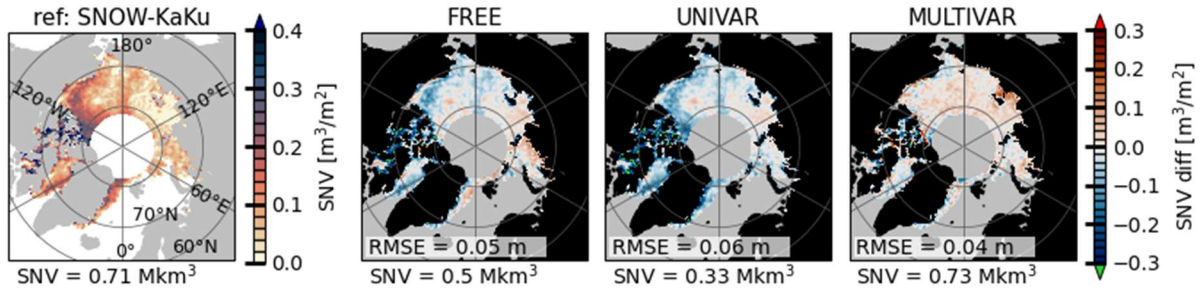 ref: SNOW-KaKu
180°
120°W
120°E
60°E
70°N
0°
60°N
SNV = 0.71 Mkm³
0.4
0.3
0.2
0.1
0.0
SNV [m³/m²]
FREE
RMSE = 0.05 m
SNV = 0.5 Mkm³
UNIVAR
RMSE = 0.06 m
SNV = 0.33 Mkm³
MULTIVAR
RMSE = 0.04 m
SNV = 0.73 Mkm³
0.3
0.2
0.1
0.0
−0.1
−0.2
−0.3
SNV diff [m³/m²]